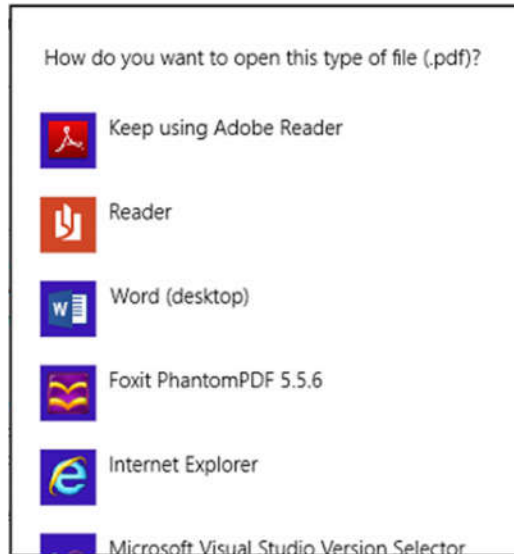 How do you want to open this type of file (.pdf)?
Keep using Adobe Reader
Reader
Word (desktop)
Foxit PhantomPDF 5.5.6
Internet Explorer
Microsoft Visual Studio Version Selector